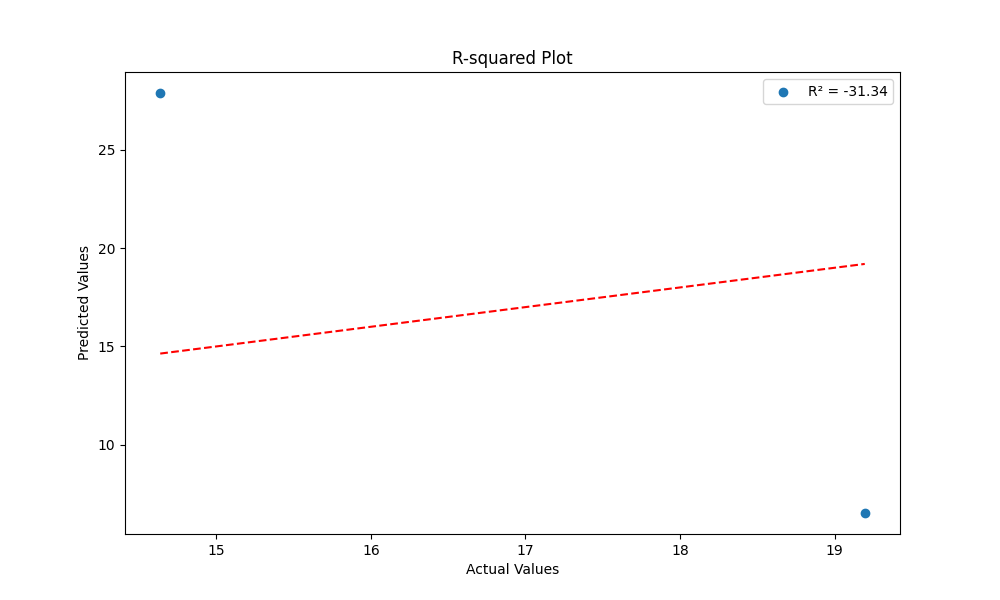 R-squared Plot
R² = -31.34
Predicted Values
25
20
15
10
15 16 17 18 19
Actual Values